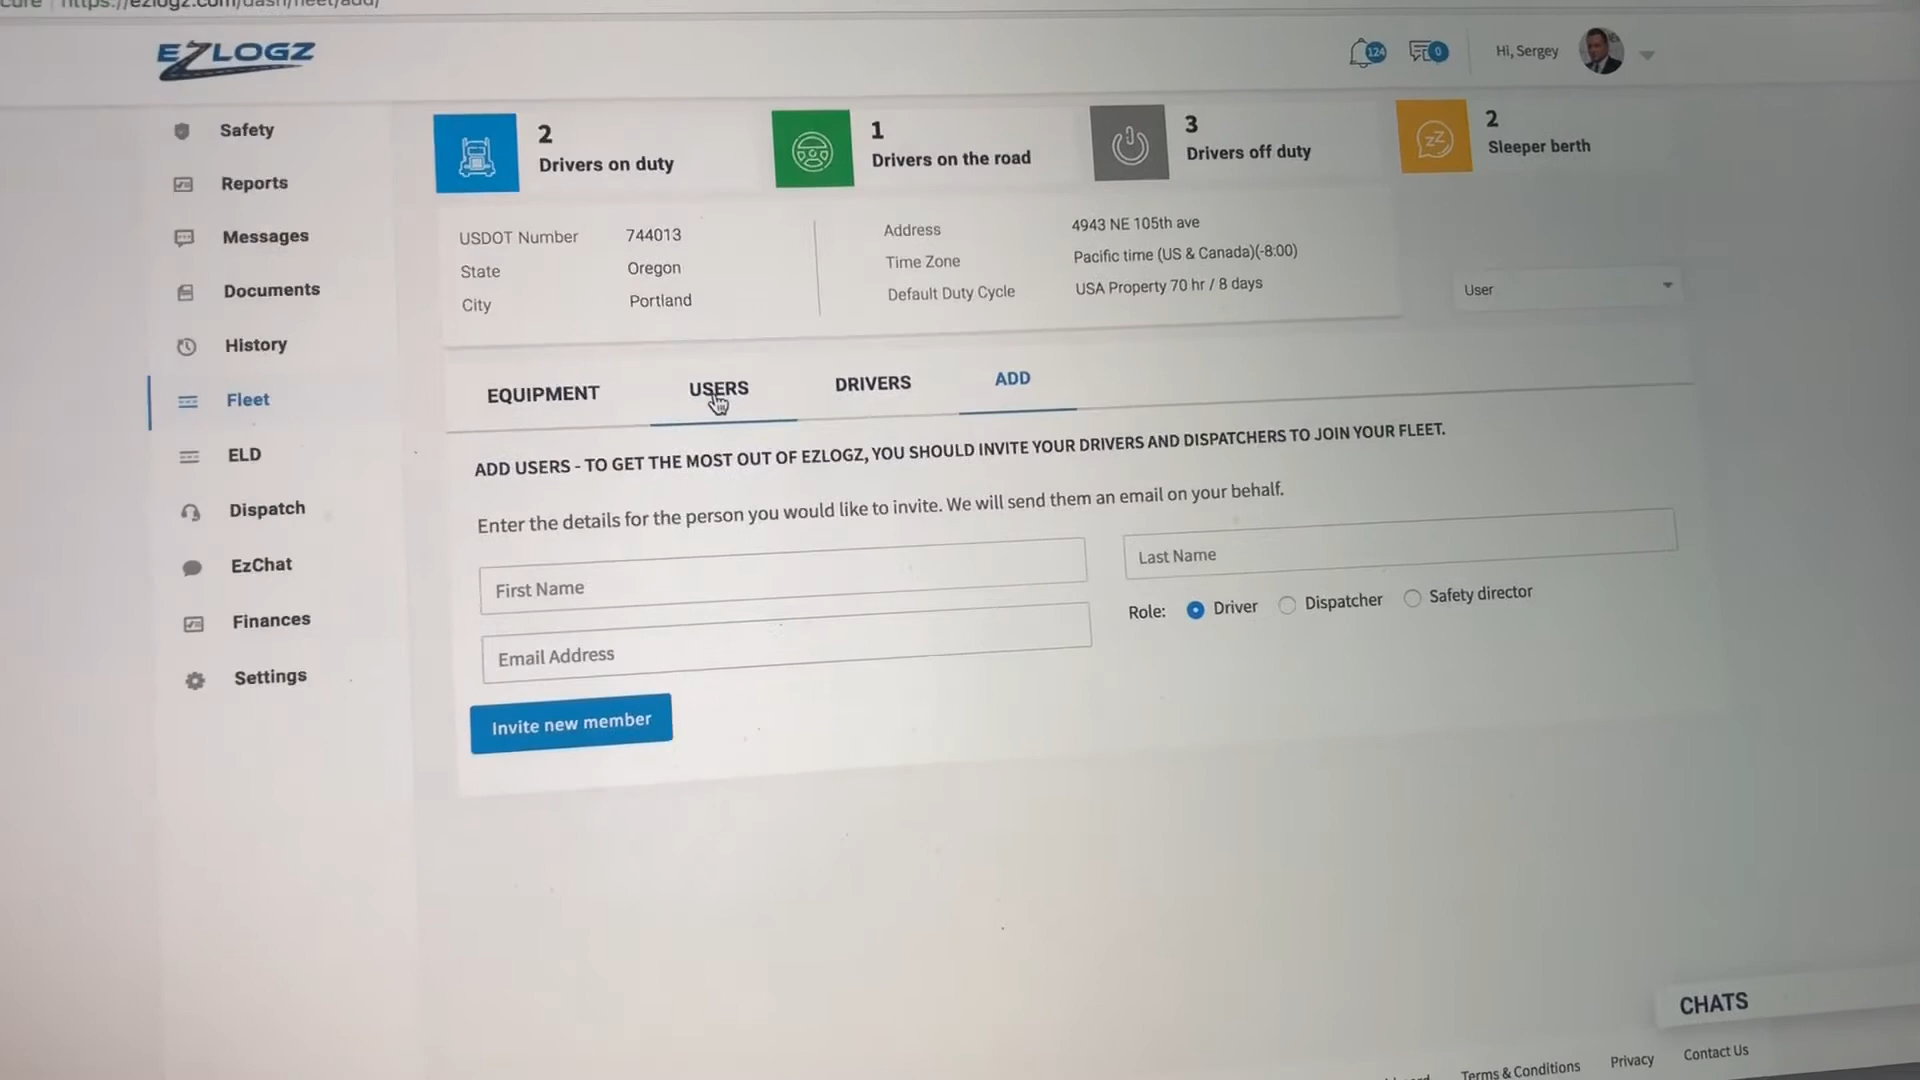 https://ezlogz.com/dash/fleet/add/
EZLOGZ
124
0
Hi, Sergey
Safety
Reports
Messages
Documents
History
Fleet
ELD
Dispatch
EzChat
Finances
Settings
2
Drivers on duty
1
Drivers on the road
3
Drivers off duty
zZ
2
Sleeper berth
USDOT Number 744013
State Oregon
City Portland
Address 4943 NE 105th ave
Time Zone Pacific time (US & Canada)(-8:00)
Default Duty Cycle USA Property 70 hr / 8 days
User
EQUIPMENT USERS DRIVERS ADD
ADD USERS - TO GET THE MOST OUT OF EZLOGZ, YOU SHOULD INVITE YOUR DRIVERS AND DISPATCHERS TO JOIN YOUR FLEET.
Enter the details for the person you would like to invite. We will send them an email on your behalf.
First Name
Last Name
Email Address
Role: Driver Dispatcher Safety director
Invite new member
CHATS
Terms & Conditions Privacy Contact Us